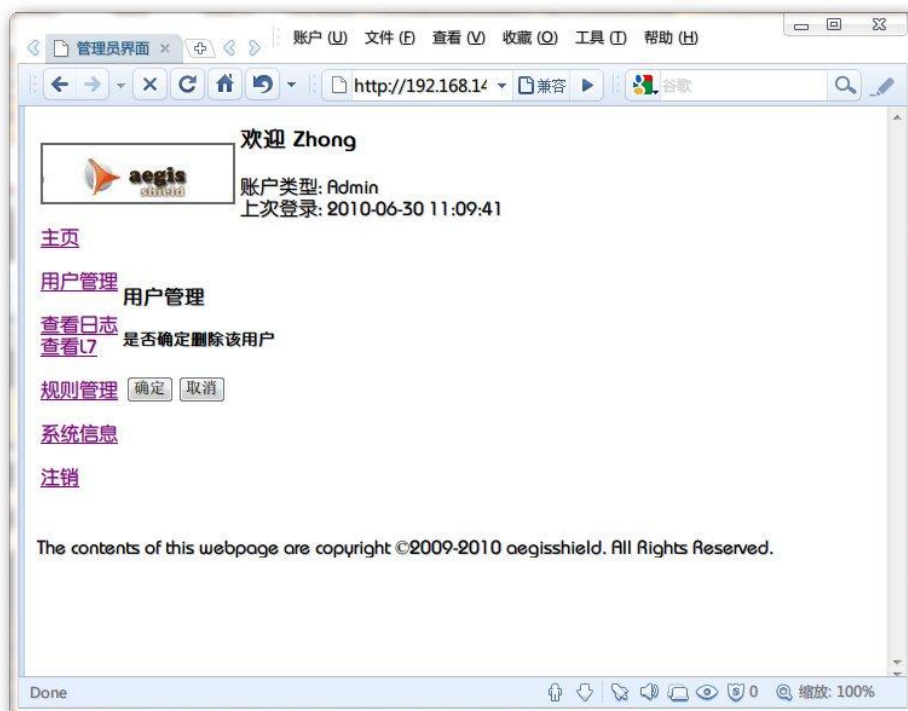 账户 (U) 文件 (F) 查看 (V) 收藏 (O) 工具 (T) 帮助 (H)
管理员界面
http://192.168.14
兼容
谷歌
aegis
shield
欢迎 Zhong
账户类型: Admin
上次登录: 2010-06-30 11:09:41
主页
用户管理
查看日志
查看L7
规则管理
系统信息
注销
用户管理
是否确定删除该用户
确定 取消
The contents of this webpage are copyright ©2009-2010 aegisshield. All Rights Reserved.
Done
0
缩放: 100%